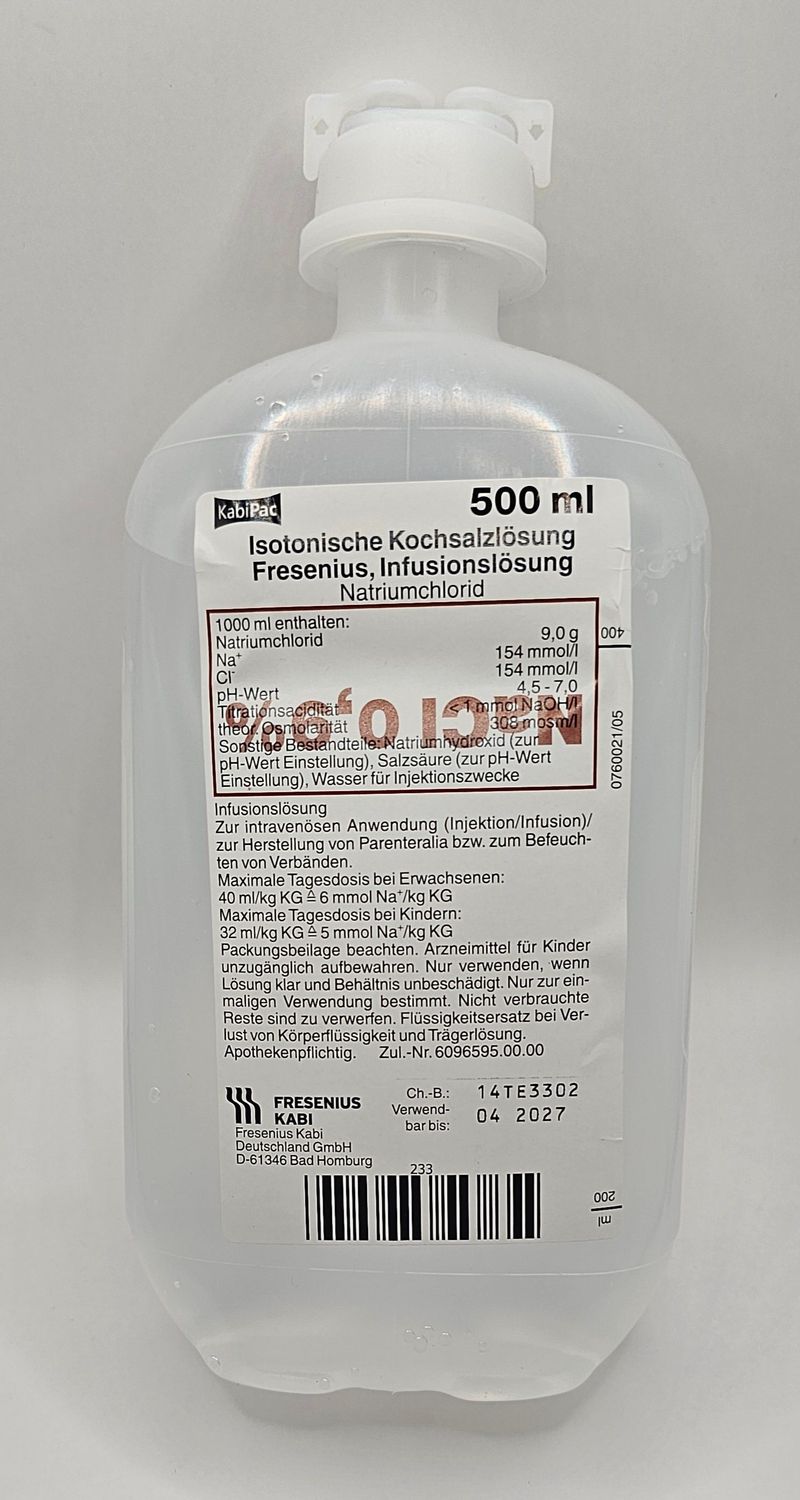 KabiPac
500 ml
Isotonische Kochsalzlösung
Fresenius, Infusionslösung
Natriumchlorid
1000 ml enthalten:
Natriumchlorid 9,0 g
Na⁺ 154 mmol/l
Cl⁻ 154 mmol/l
pH-Wert 4,5 - 7,0
Titrationsacidität < 1 mmol NaOH/l
theor. Osmolarität 308 mosm/l
Sonstige Bestandteile: Natriumhydroxid (zur
pH-Wert Einstellung), Salzsäure (zur pH-Wert
Einstellung), Wasser für Injektionszwecke
NaCl 0,9%
400
0760021/05
Infusionslösung
Zur intravenösen Anwendung (Injektion/Infusion)/
zur Herstellung von Parenteralia bzw. zum Befeuch-
ten von Verbänden.
Maximale Tagesdosis bei Erwachsenen:
40 ml/kg KG ≙ 6 mmol Na⁺/kg KG
Maximale Tagesdosis bei Kindern:
32 ml/kg KG ≙ 5 mmol Na⁺/kg KG
Packungsbeilage beachten. Arzneimittel für Kinder
unzugänglich aufbewahren. Nur verwenden, wenn
Lösung klar und Behältnis unbeschädigt. Nur zur ein-
maligen Verwendung bestimmt. Nicht verbrauchte
Reste sind zu verwerfen. Flüssigkeitsersatz bei Ver-
lust von Körperflüssigkeit und Trägerlösung.
Apothekenpflichtig. Zul.-Nr. 6096595.00.00
FRESENIUS
KABI
Fresenius Kabi
Deutschland GmbH
D-61346 Bad Homburg
Ch.-B.: 14TE3302
Verwend-
bar bis: 04 2027
233
200
ml